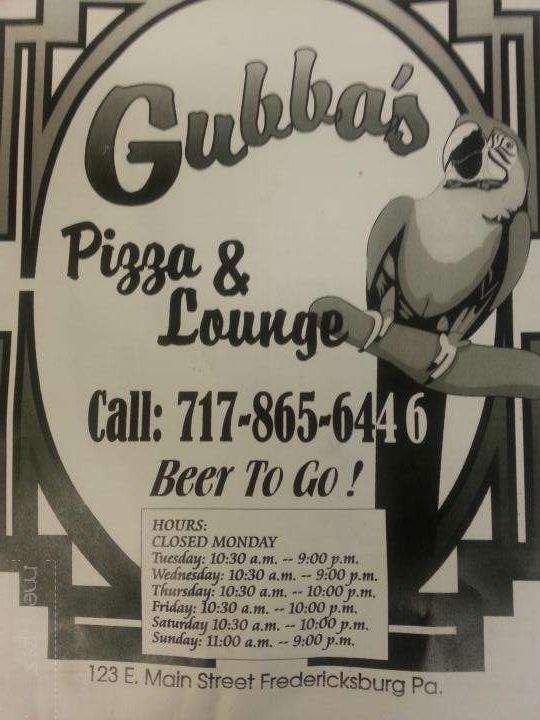 Gubba's
Pizza &
Lounge
Call: 717-865-6446
Beer To Go !
HOURS:
CLOSED MONDAY
Tuesday: 10:30 a.m. -- 9:00 p.m.
Wednesday: 10:30 a.m. -- 9:00 p.m.
Thursday: 10:30 a.m. -- 10:00 p.m.
Friday: 10:30 a.m. -- 10:00 p.m.
Saturday 10:30 a.m. -- 10:00 p.m.
Sunday: 11:00 a.m. -- 9:00 p.m.
123 E. Main Street Fredericksburg Pa.